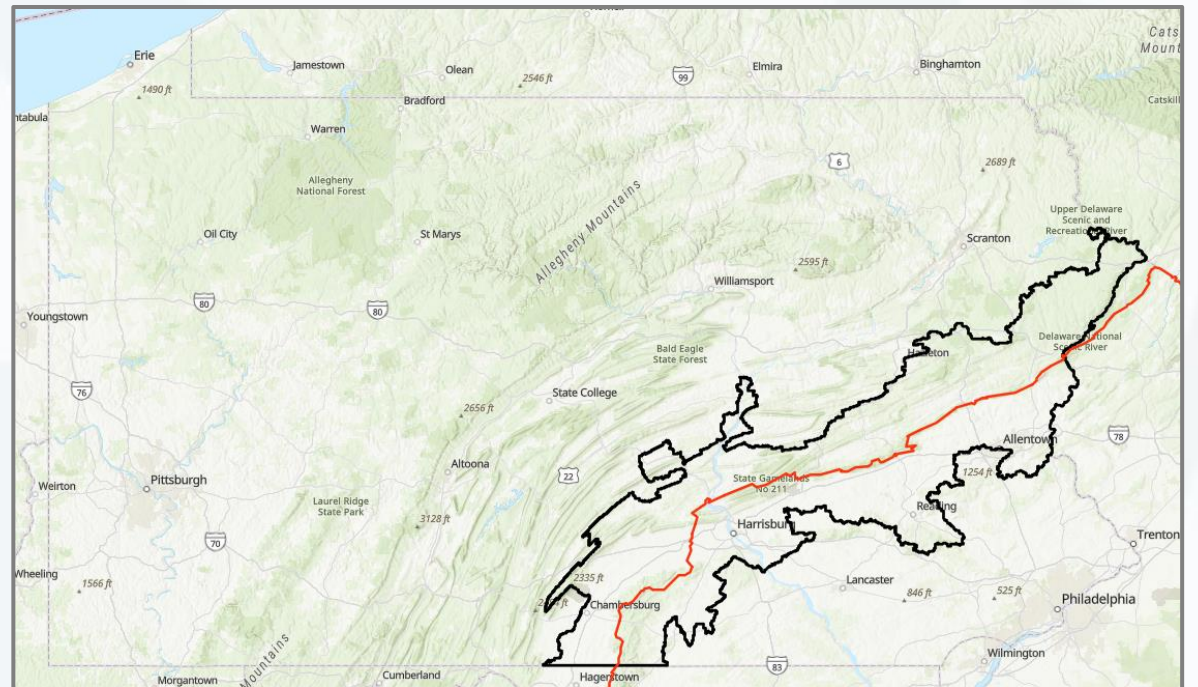 Cats
Mount
Erie
Jamestown
Olean
2546 ft
99
Elmira
Binghamton
1490 ft
Bradford
Catskill
ntabula
Warren
6
2689 ft
Allegheny
National Forest
Allegheny Mountains
Upper Delaware
Scenic and
Recreational River
Oil City
St Marys
Scranton
2595 ft
Williamsport
80
80
Youngstown
Bald Eagle
State Forest
Hazleton
Delaware National
Scenic River
76
State College
2656 ft
Allentown
78
Altoona
22
1254 ft
Pittsburgh
State Gamelands
No 211
Weirton
Laurel Ridge
State Park
Reading
3128 ft
Harrisburg
Trenton
70
Wheeling
1566 ft
2335 ft
Lancaster
846 ft
525 ft
Chambersburg
Philadelphia
Mountains
Wilmington
83
Morgantown
Cumberland
Hagerstown